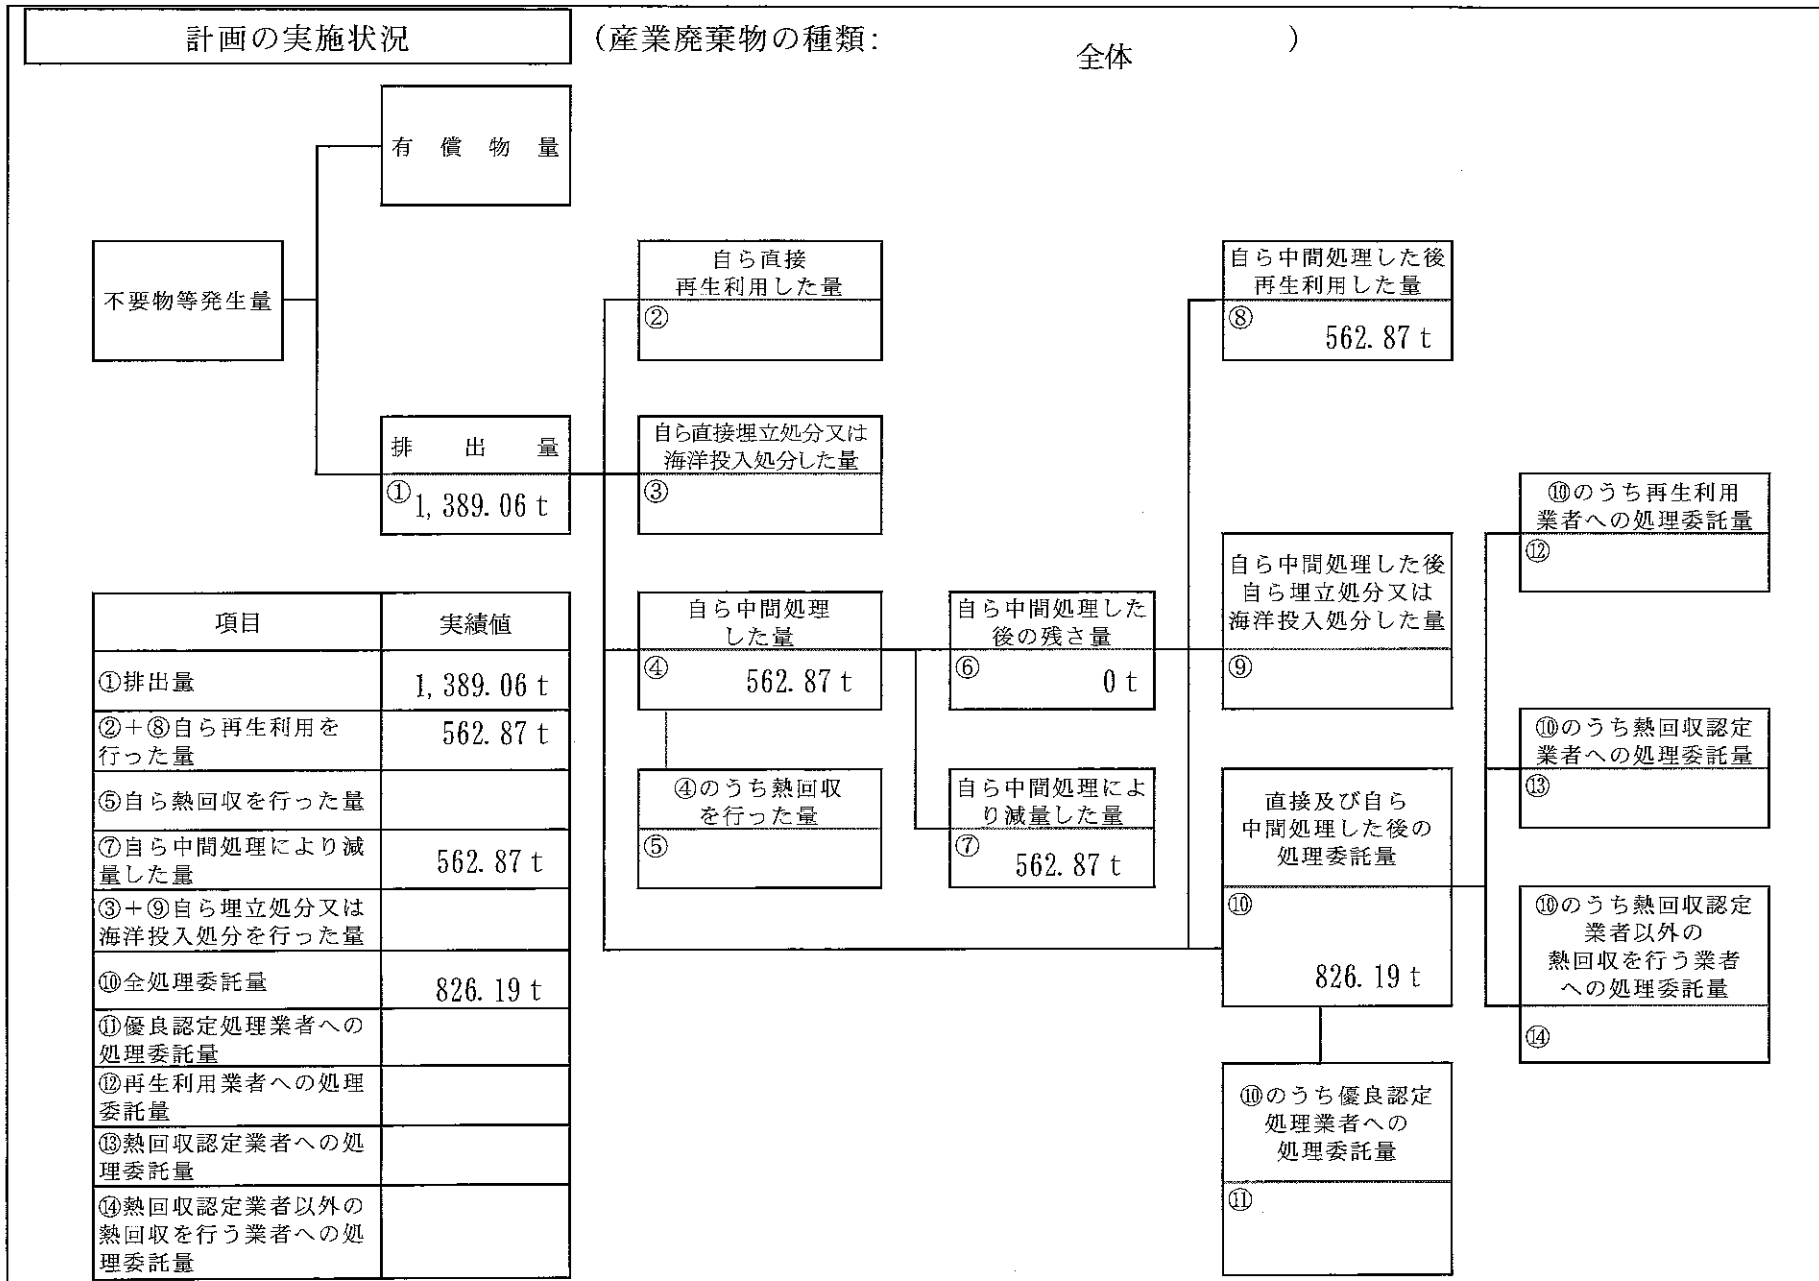 計画の実施状況
（産業廃棄物の種類：
全体
）
有償物量
不要物等発生量
排出量
①1,389.06 t
自ら直接
再生利用した量
②
自ら直接埋立処分又は
海洋投入処分した量
③
自ら中間処理
した量
④
562.87 t
④のうち熱回収
を行った量
⑤
自ら中間処理した
後の残さ量
⑥
0 t
自ら中間処理によ
り減量した量
⑦
562.87 t
自ら中間処理した後
再生利用した量
⑧
562.87 t
自ら中間処理した後
自ら埋立処分又は
海洋投入処分した量
⑨
直接及び自ら
中間処理した後の
処理委託量
⑩
826.19 t
⑩のうち優良認定
処理業者への
処理委託量
⑪
⑩のうち再生利用
業者への処理委託量
⑫
⑩のうち熱回収認定
業者への処理委託量
⑬
⑩のうち熱回収認定
業者以外の
熱回収を行う業者
への処理委託量
⑭
項目 実績値
①排出量 1,389.06 t
②＋⑧自ら再生利用を
行った量
562.87 t
⑤自ら熱回収を行った量
⑦自ら中間処理により減
量した量
562.87 t
③＋⑨自ら埋立処分又は
海洋投入処分を行った量
⑩全処理委託量 826.19 t
⑪優良認定処理業者への
処理委託量
⑫再生利用業者への処理
委託量
⑬熱回収認定業者への処
理委託量
⑭熱回収認定業者以外の
熱回収を行う業者への処
理委託量